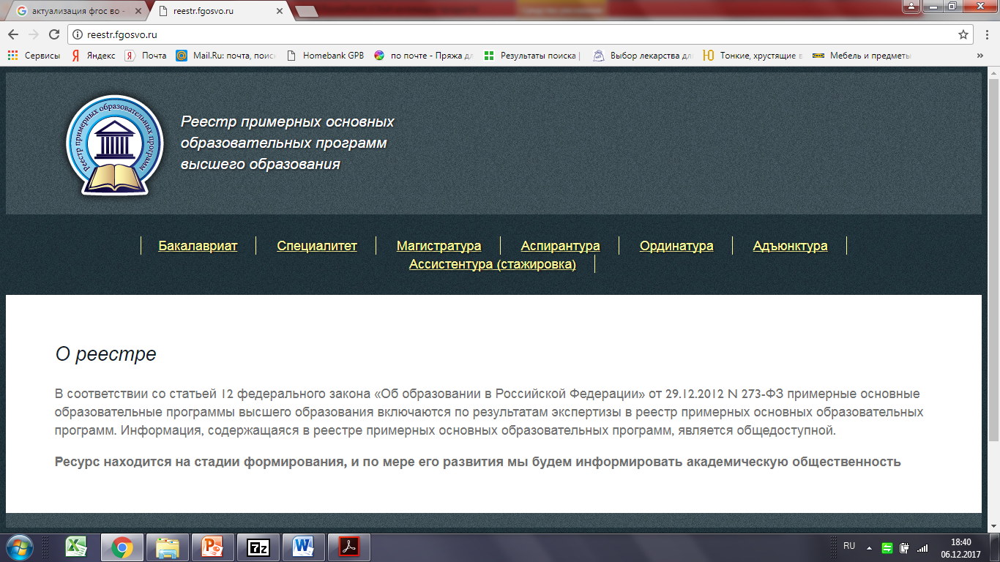 актуализация фгос во -
reestr.fgosvo.ru
reestr.fgosvo.ru
Сервисы
Яндекс
Почта
Mail.Ru: почта, поис
Homebank GPB
по почте - Пряжа дл
Результаты поиска |
Выбор лекарства дл
Тонкие, хрустящие в
Мебель и предметы
»
Реестр примерных образовательных программ
Реестр примерных основных
образовательных программ
высшего образования
Бакалавриат
Специалитет
Магистратура
Аспирантура
Ординатура
Адъюнктура
Ассистентура (стажировка)
О реестре
В соответствии со статьей 12 федерального закона «Об образовании в Российской Федерации» от 29.12.2012 N 273-ФЗ примерные основные
образовательные программы высшего образования включаются по результатам экспертизы в реестр примерных основных образовательных
программ. Информация, содержащаяся в реестре примерных основных образовательных программ, является общедоступной.
Ресурс находится на стадии формирования, и по мере его развития мы будем информировать академическую общественность
RU
18:40
06.12.2017